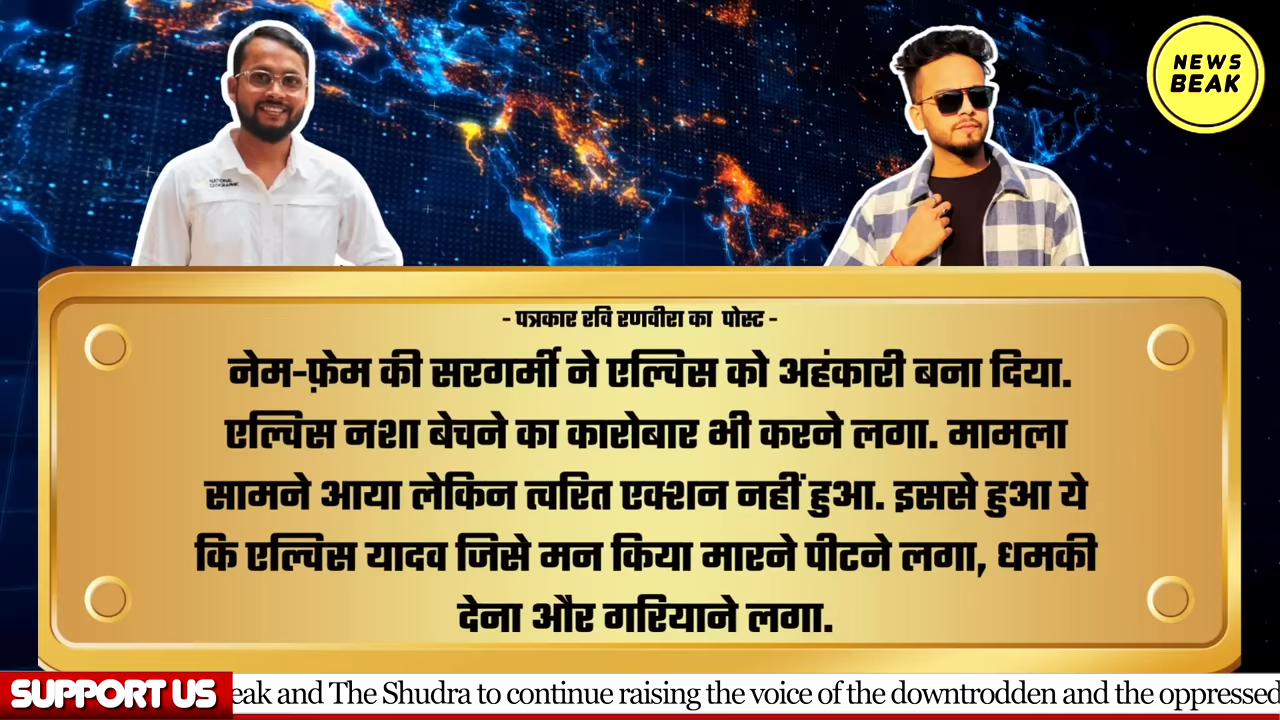 NEWS
BEAK
NATIONAL
GEOGRAPHIC
- पत्रकार रवि रणवीरा का पोस्ट -
नेम-फ़ेम की सरगर्मी ने एल्विस को अहंकारी बना दिया.
एल्विस नशा बेचने का कारोबार भी करने लगा. मामला
सामने आया लेकिन त्वरित एक्शन नहीं हुआ. इससे हुआ ये
कि एल्विस यादव जिसे मन किया मारने पीटने लगा, धमकी
देना और गरियाने लगा.
SUPPORT US eak and The Shudra to continue raising the voice of the downtrodden and the oppressed